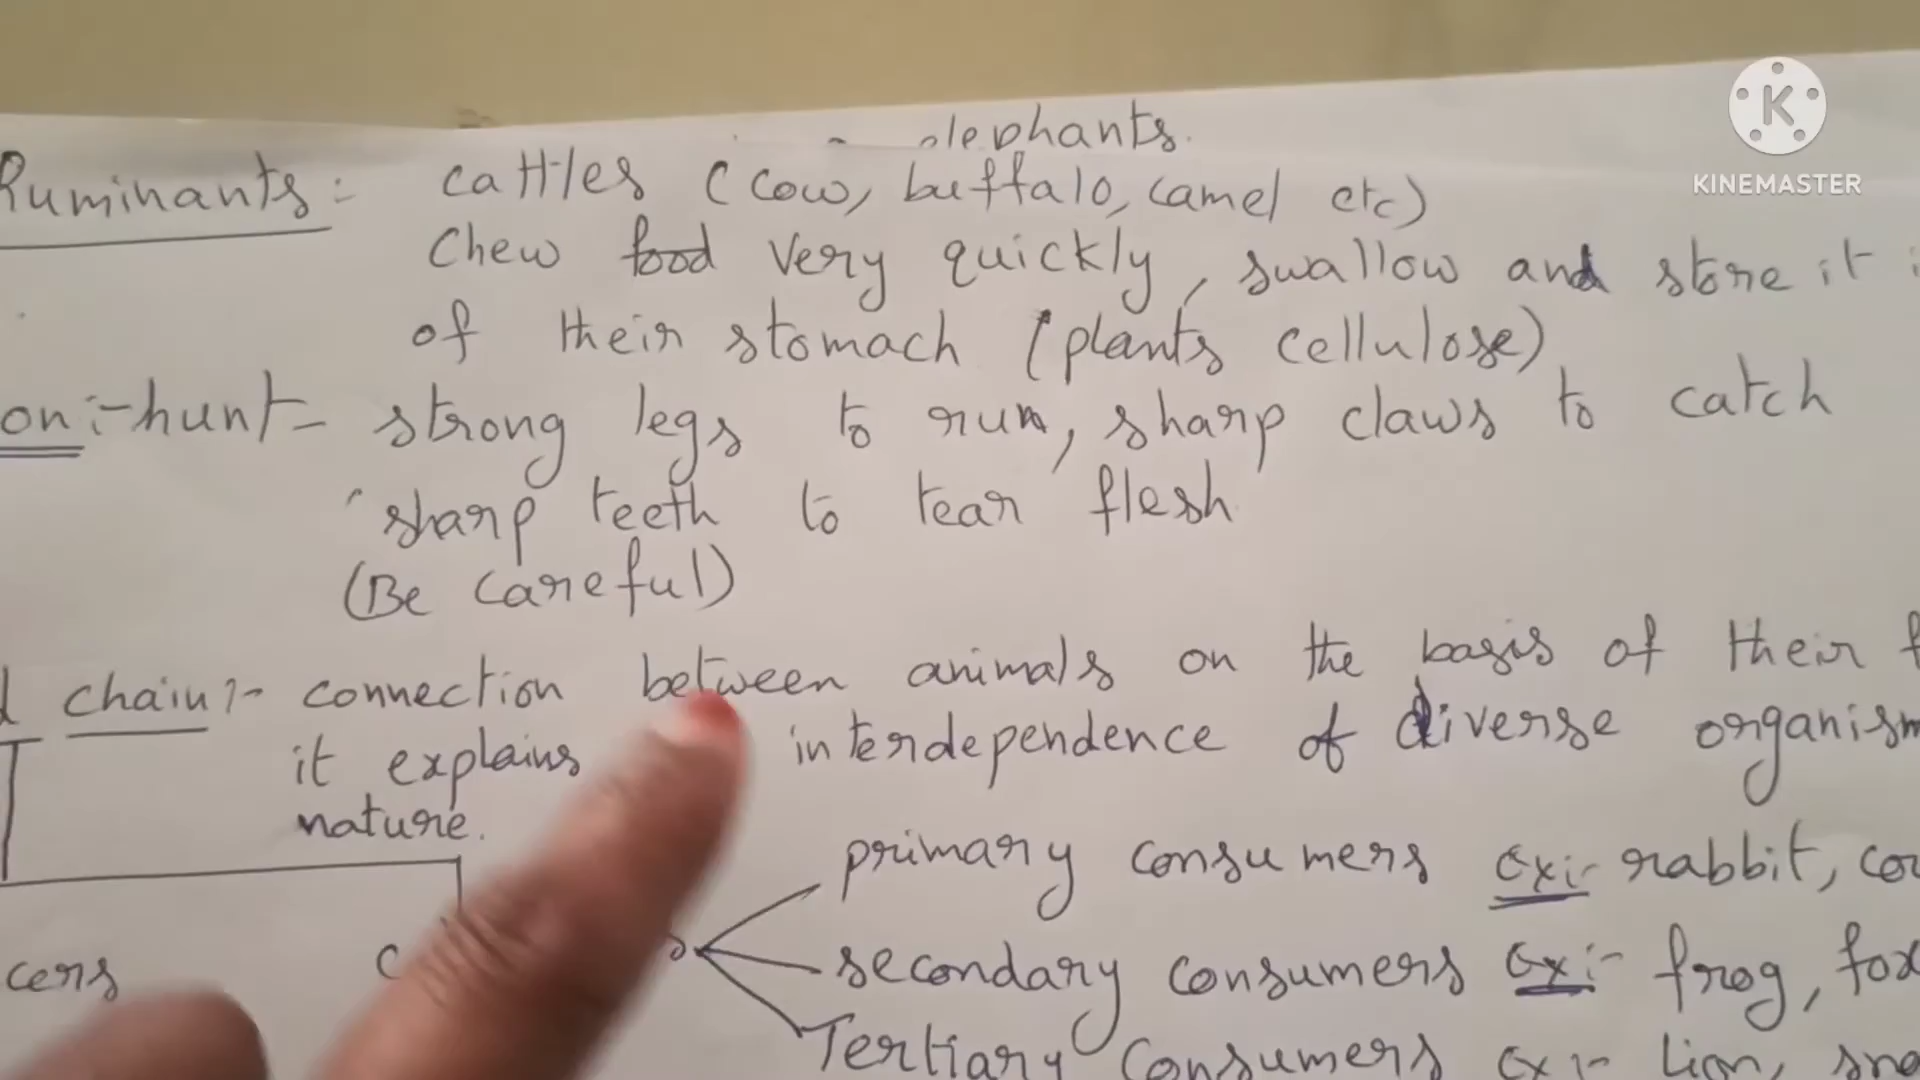 elephants.
KINEMASTER
Ruminants:- cattles (cow, buffalo, camel etc)
Chew food very quickly, swallow and store it
of their stomach (plants cellulose)
:-hunt- strong legs to run, sharp claws to catch
sharp teeth to tear flesh
(Be careful)
chain:- connection between animals on the basis of their
it explains interdependence of diverse
nature.
primary consumers Ex:- rabbit,
secondary consumers Ex:- frog, fox
Tertiary Consumers Ex:- Lion,